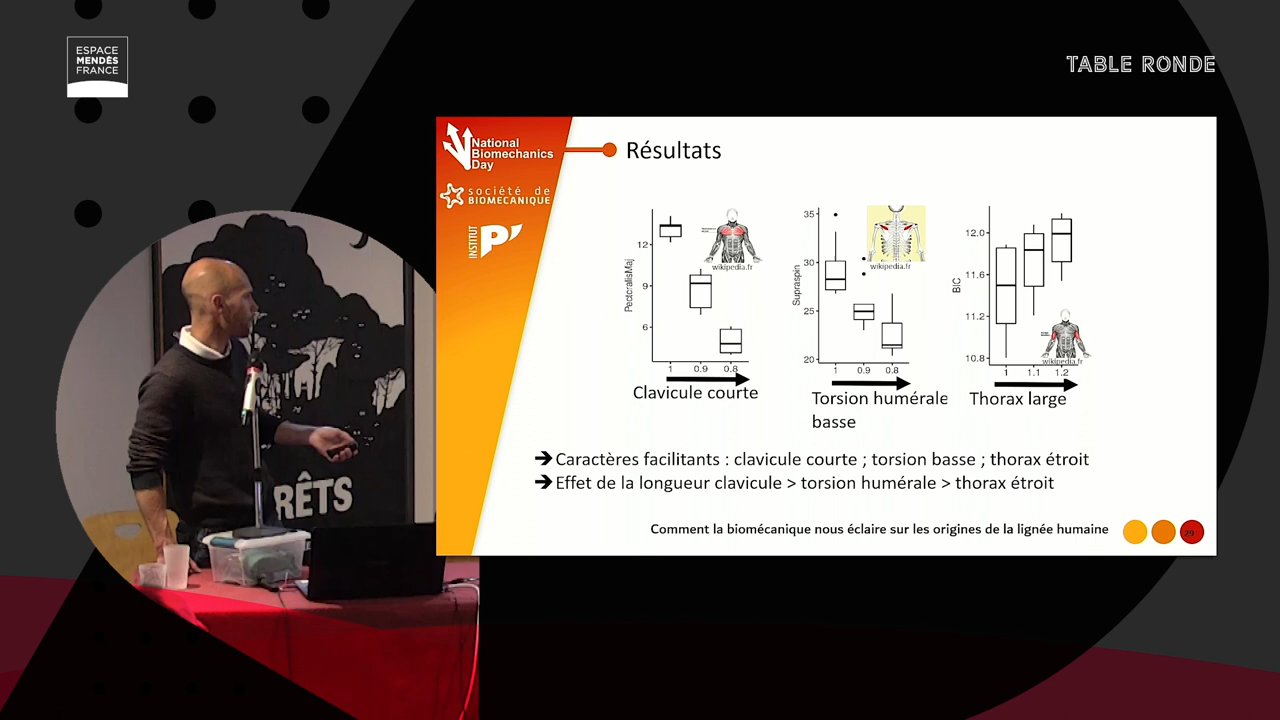 ESPACE
MENDÈS
FRANCE
TABLE RONDE
National
Biomechanics
Day
société de
BIOMECANIQUE
INSTITUT
P'
Résultats
PectoralisMaj
12
9
6
1 0.9 0.8
wikipedia.fr
Clavicule courte
Supraspin
35
30
25
20
1 0.9 0.8
wikipedia.fr
Torsion humérale
basse
BIC
12.0
11.6
11.2
10.8
1 1.1 1.2
wikipedia.fr
Thorax large
➔ Caractères facilitants : clavicule courte ; torsion basse ; thorax étroit
➔ Effet de la longueur clavicule > torsion humérale > thorax étroit
Comment la biomécanique nous éclaire sur les origines de la lignée humaine
29
RÊTS